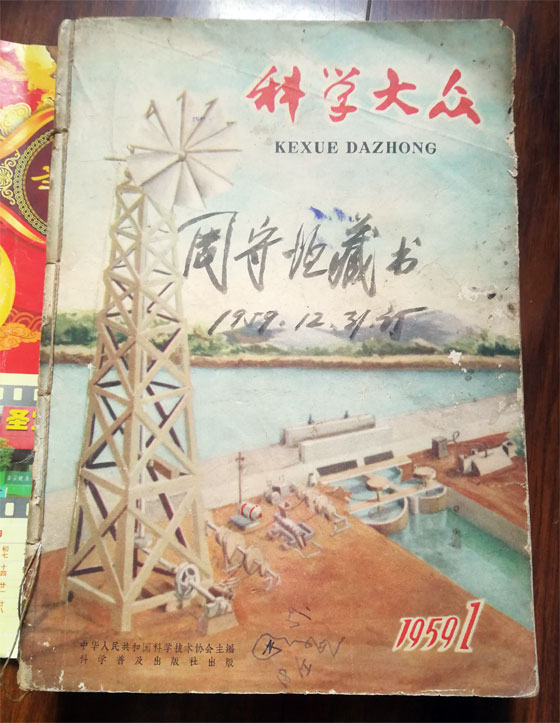 科学大众
KEXUE DAZHONG
周守恒藏书
1959.12.31.订
1959 1
中华人民共和国科学技术协会主编
科学普及出版社出版